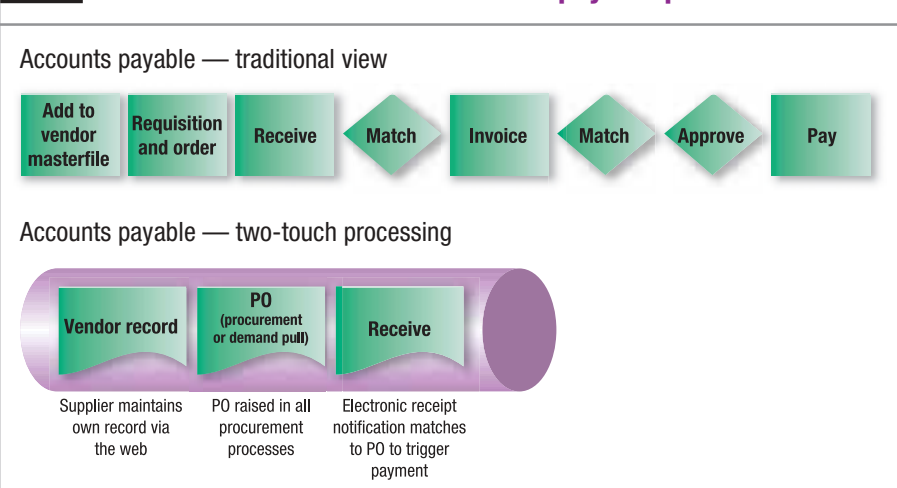 Accounts payable — traditional view
Add to
vendor
masterfile
Requisition
and order
Receive
Match
Invoice
Match
Approve
Pay
Accounts payable — two-touch processing
Vendor record
PO
(procurement
or demand pull)
Receive
Supplier maintains
own record via
the web
PO raised in all
procurement
processes
Electronic receipt
notification matches
to PO to trigger
payment